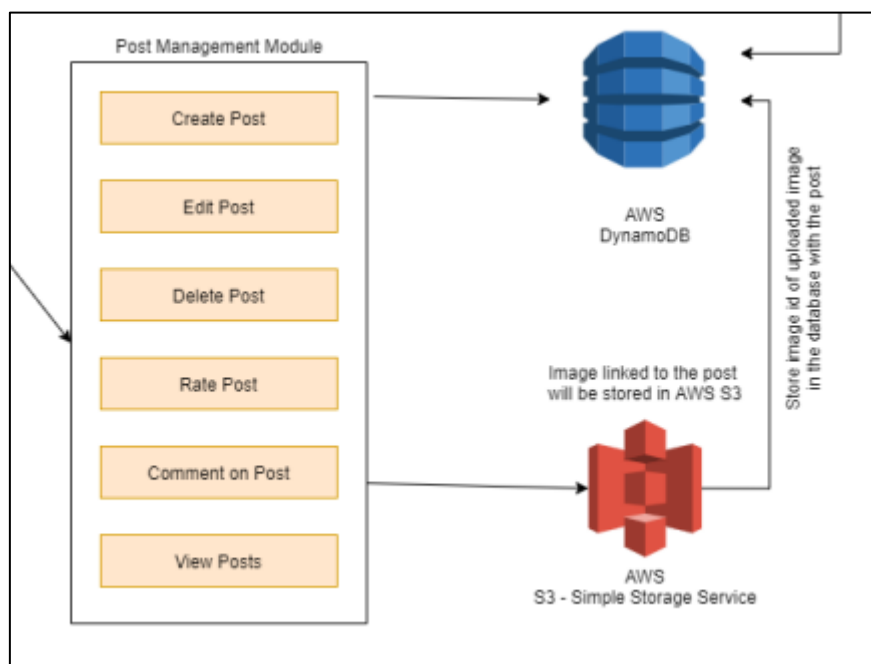 Post Management Module
Create Post
Edit Post
Delete Post
Rate Post
Comment on Post
View Posts
AWS
DynamoDB
Image linked to the post
will be stored in AWS S3
AWS
S3 - Simple Storage Service
Store image id of uploaded image
in the database with the post